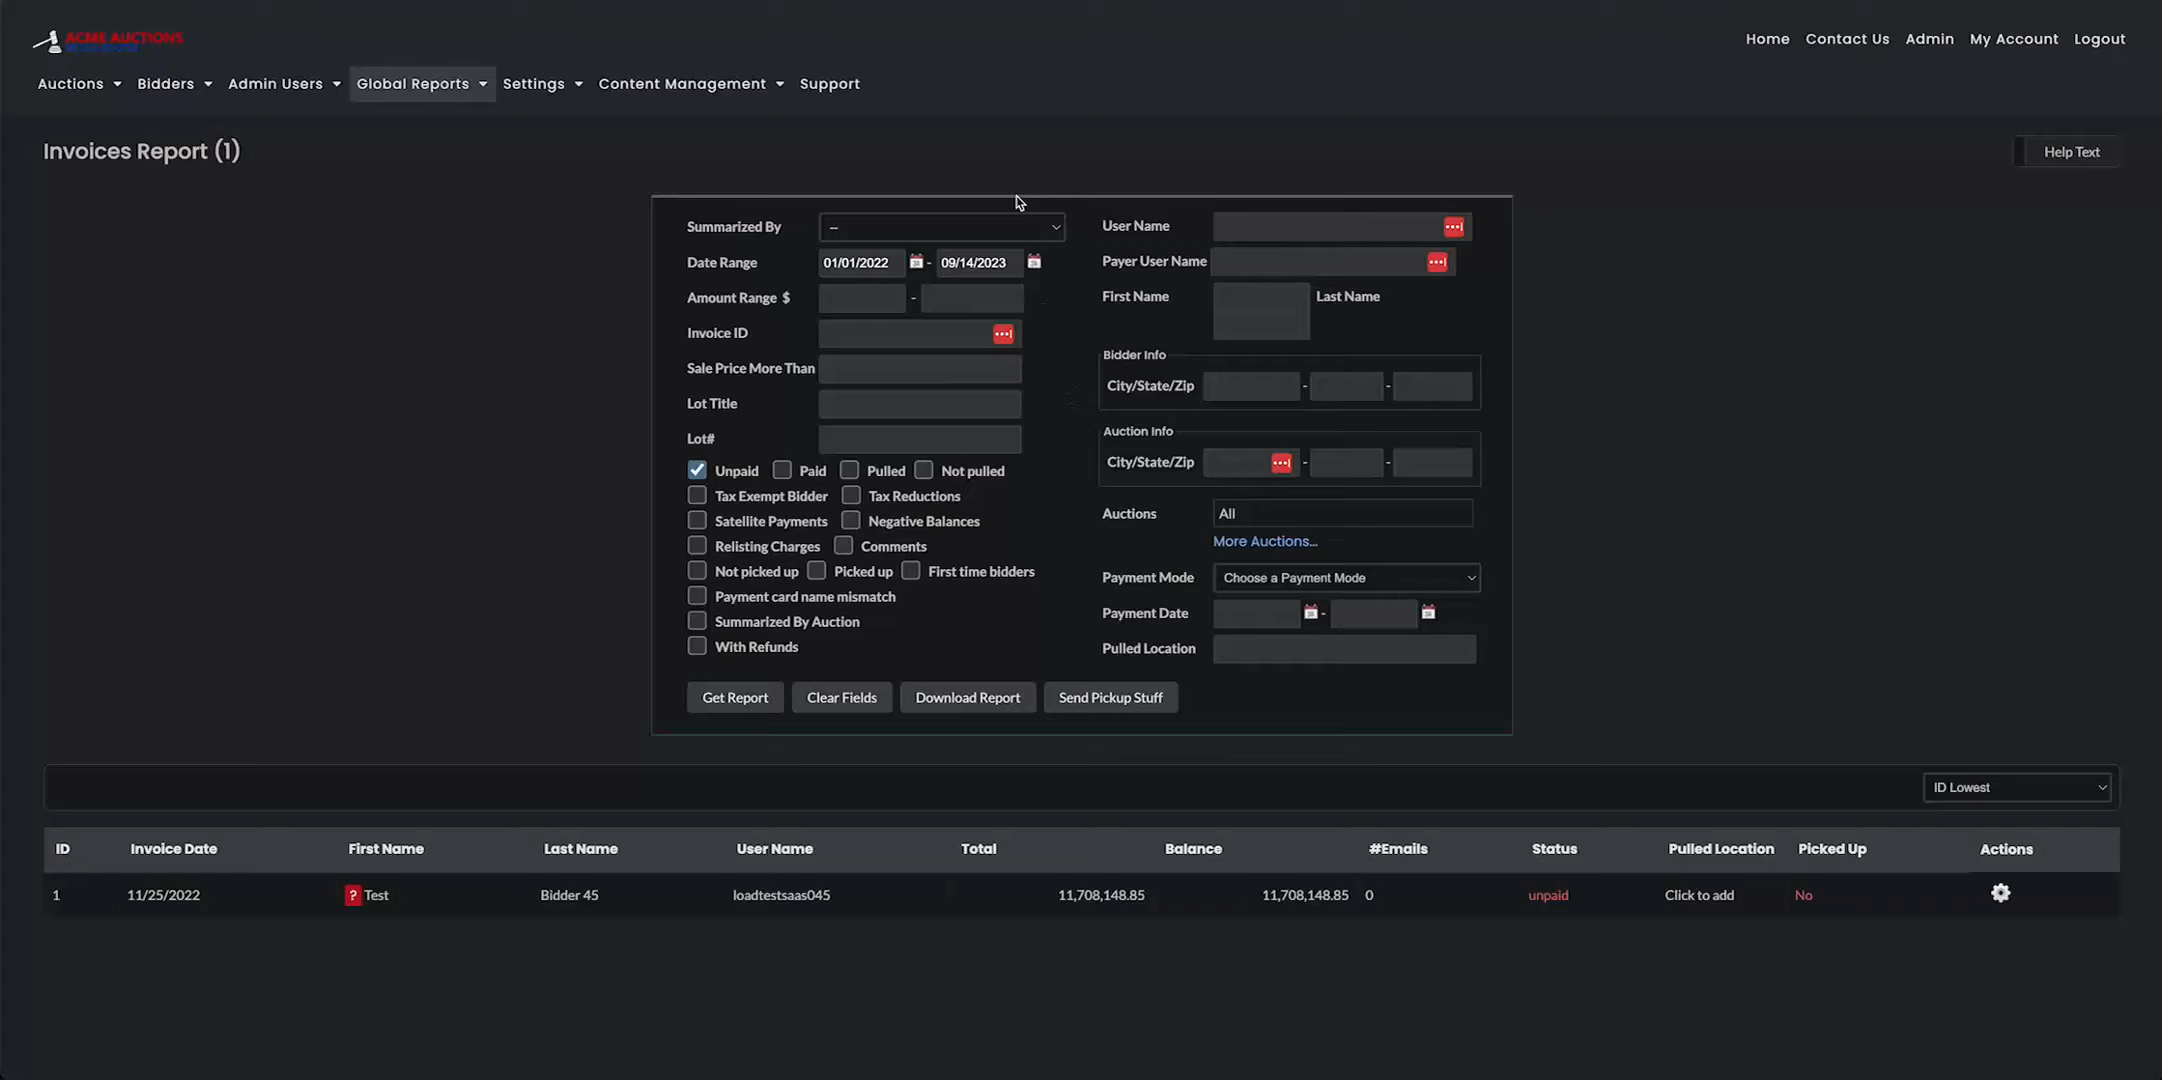 ACME AUCTIONS
Home Contact Us Admin My Account Logout
Auctions Bidders Admin Users Global Reports Settings Content Management Support
Invoices Report (1)
Help Text
Summarized By --
User Name
Date Range 01/01/2022 - 09/14/2023
Payer User Name
Amount Range $ -
First Name Last Name
Invoice ID
Bidder Info
Sale Price More Than
City/State/Zip - -
Lot Title
Auction Info
Lot#
City/State/Zip - -
Unpaid Paid Pulled Not pulled
Tax Exempt Bidder Tax Reductions
Auctions All
Satellite Payments Negative Balances
More Auctions...
Relisting Charges Comments
Not picked up Picked up First time bidders
Payment Mode Choose a Payment Mode
Payment card name mismatch
Payment Date -
Summarized By Auction
With Refunds
Pulled Location
Get Report Clear Fields Download Report Send Pickup Stuff
ID Lowest
ID Invoice Date First Name Last Name User Name Total Balance #Emails Status Pulled Location Picked Up Actions
1 11/25/2022 ? Test Bidder 45 loadtestsaas045 11,708,148.85 11,708,148.85 0 unpaid Click to add No